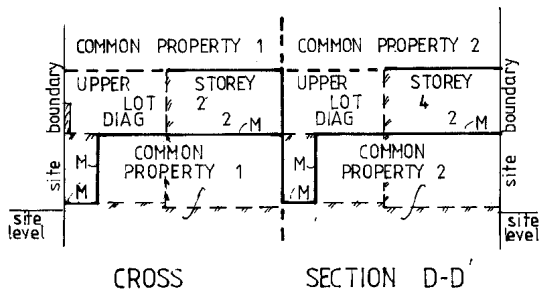 COMMON PROPERTY 1
COMMON PROPERTY 2
UPPER STOREY
LOT 2
DIAG 2
M
UPPER STOREY
LOT 4
DIAG 2
M
boundary
site
boundary
site
M
M
COMMON
PROPERTY 1
M
M
COMMON
PROPERTY 2
site
level
site
level
CROSS SECTION D-D'